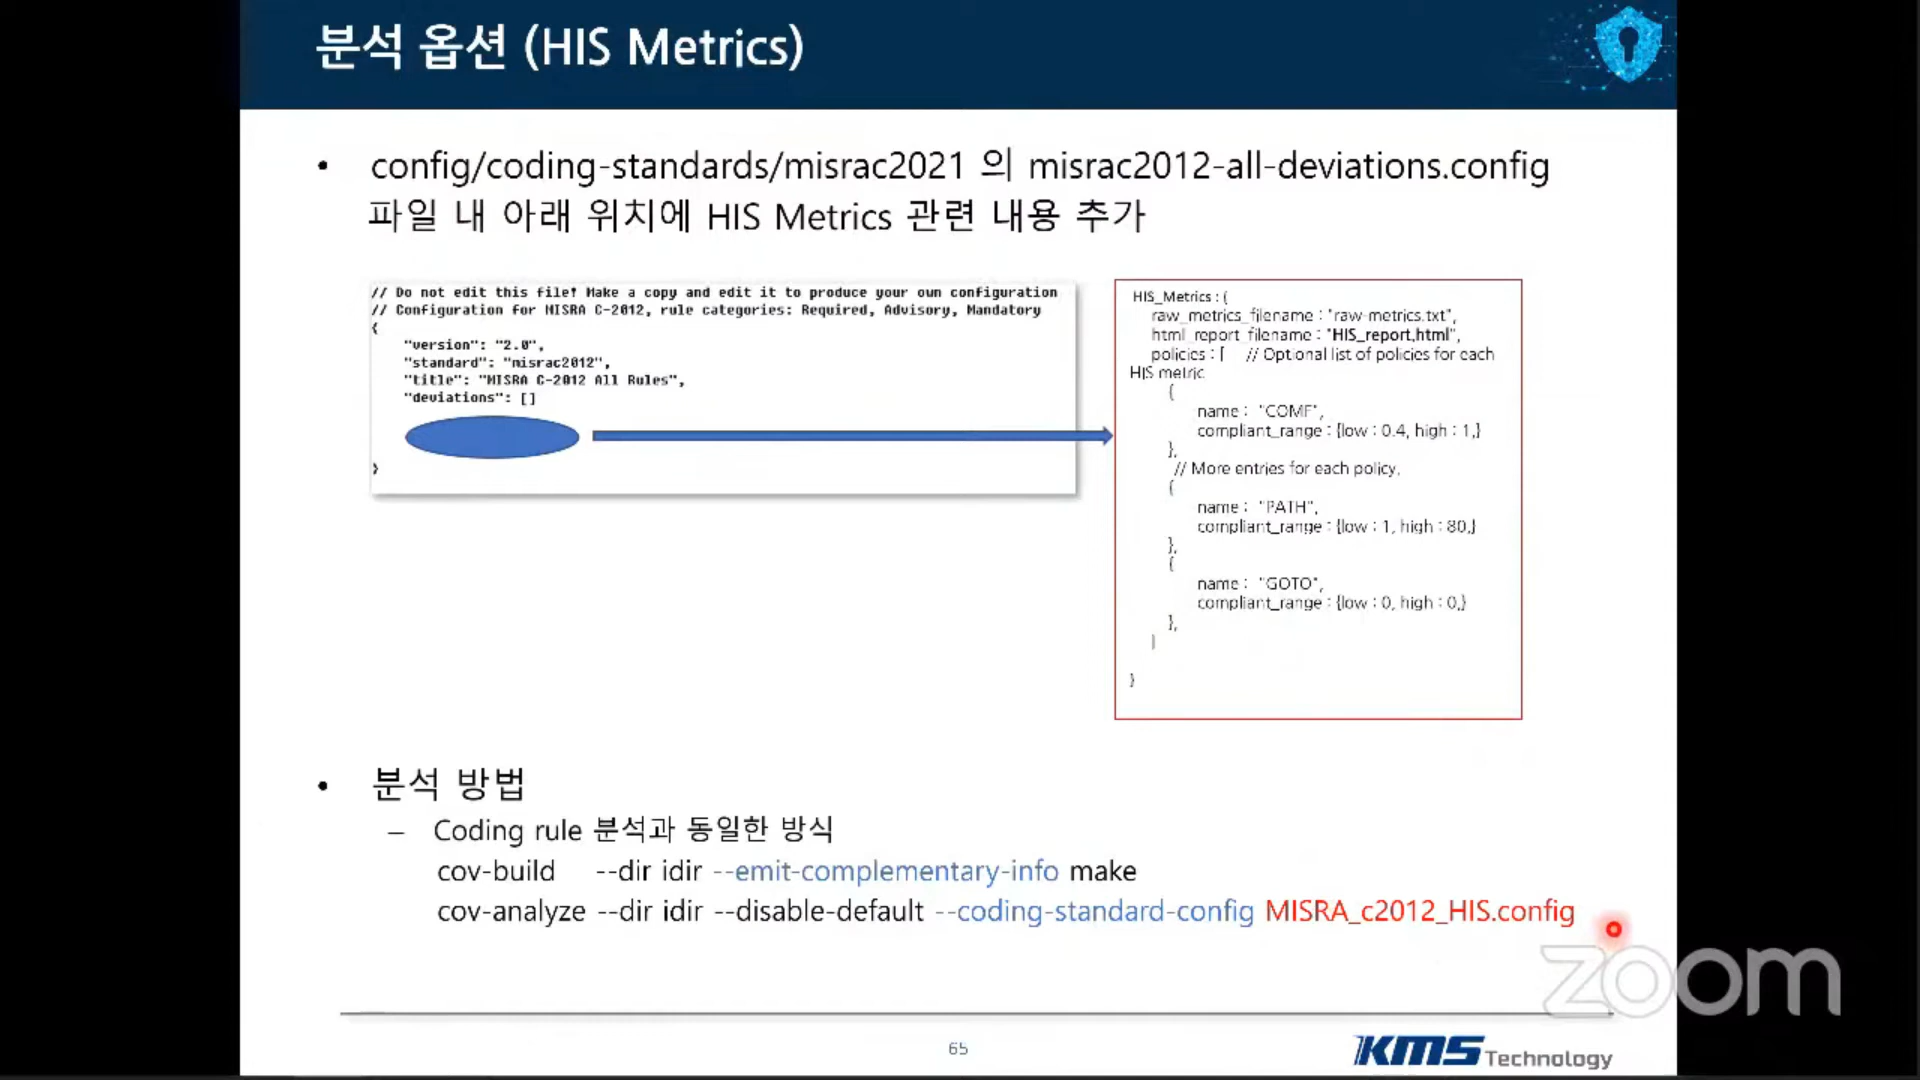 분석 옵션 (HIS Metrics)
• config/coding-standards/misrac2021 의 misrac2012-all-deviations.config
파일 내 아래 위치에 HIS Metrics 관련 내용 추가
// Do not edit this file! Make a copy and edit it to produce your own configuration
// Configuration for MISRA C-2012, rule categories: Required, Advisory, Mandatory
{
"version": "2.0",
"standard": "misrac2012",
"title": "MISRA C-2012 All Rules",
"deviations": []
}
HIS_Metrics : {
raw_metrics_filename : "raw-metrics.txt",
html_report_filename : "HIS_report.html",
policies : [ // Optional list of policies for each
HIS metric
{
name : "COMF",
compliant_range : {low : 0.4, high : 1,}
},
// More entries for each policy.
{
name : "PATH",
compliant_range : {low : 1, high : 80,}
},
{
name : "GOTO",
compliant_range : {low : 0, high : 0,}
},
]
}
• 분석 방법
– Coding rule 분석과 동일한 방식
cov-build --dir idir --emit-complementary-info make
cov-analyze --dir idir --disable-default --coding-standard-config MISRA_c2012_HIS.config
zoom
65
KMS Technology